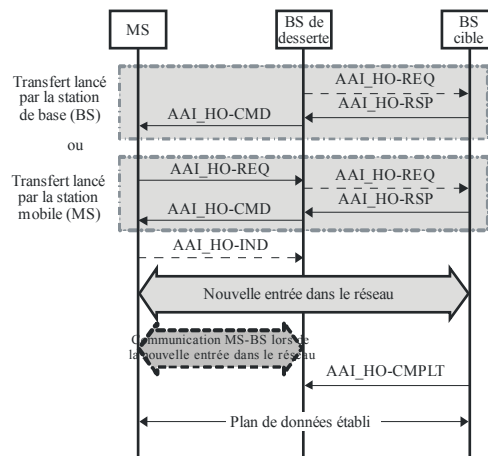 MS
BS de
desserte
BS
cible
Transfert lancé
par la station
de base (BS)
AAI_HO-REQ
AAI_HO-RSP
AAI_HO-CMD
ou
Transfert lancé
par la station
mobile (MS)
AAI_HO-REQ
AAI_HO-REQ
AAI_HO-RSP
AAI_HO-CMD
AAI_HO-IND
Nouvelle entrée dans le réseau
Communication MS-BS lors de
la nouvelle entrée dans le réseau
AAI_HO-CMPLT
Plan de données établi